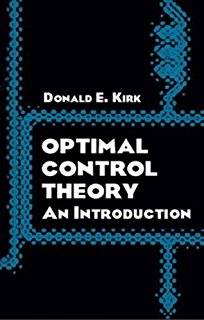 DONALD E. KIRK
OPTIMAL
CONTROL
THEORY
AN INTRODUCTION